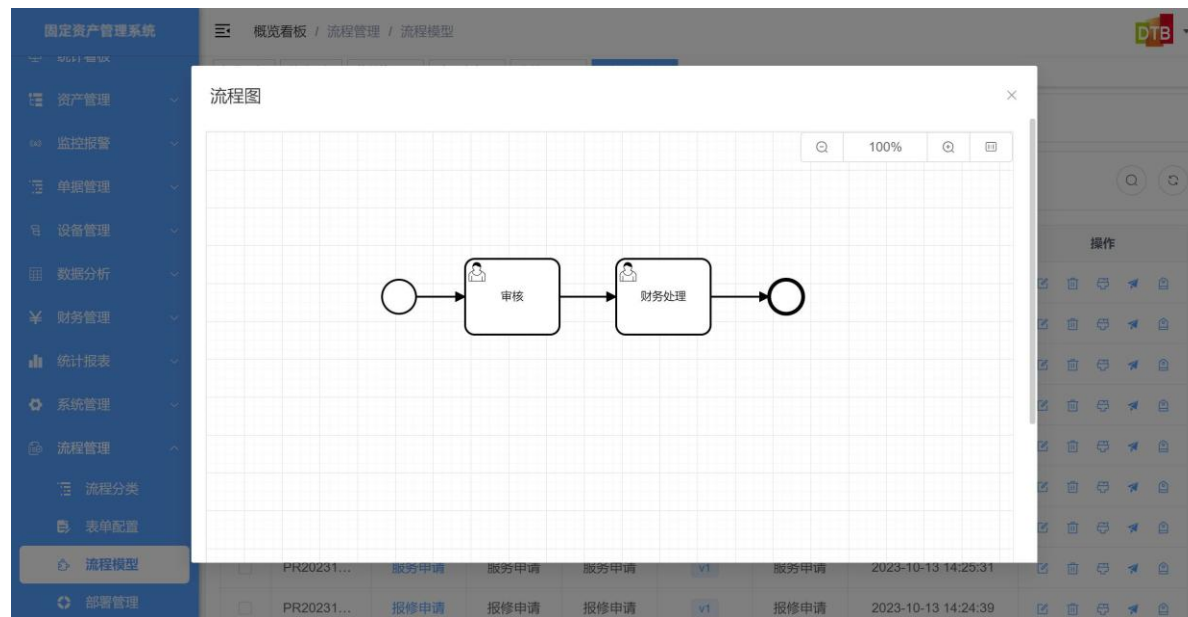 固定资产管理系统
概览看板 / 流程管理 / 流程模型
DTB
统计看板
资产管理
监控报警
单据管理
设备管理
数据分析
财务管理
统计报表
系统管理
流程管理
流程分类
表单配置
流程模型
部署管理
流程图
100%
审核
财务处理
操作
PR20231... 服务申请 服务申请 服务申请 v1 服务申请 2023-10-13 14:25:31
PR20231... 报修申请 报修申请 报修申请 v1 报修申请 2023-10-13 14:24:39